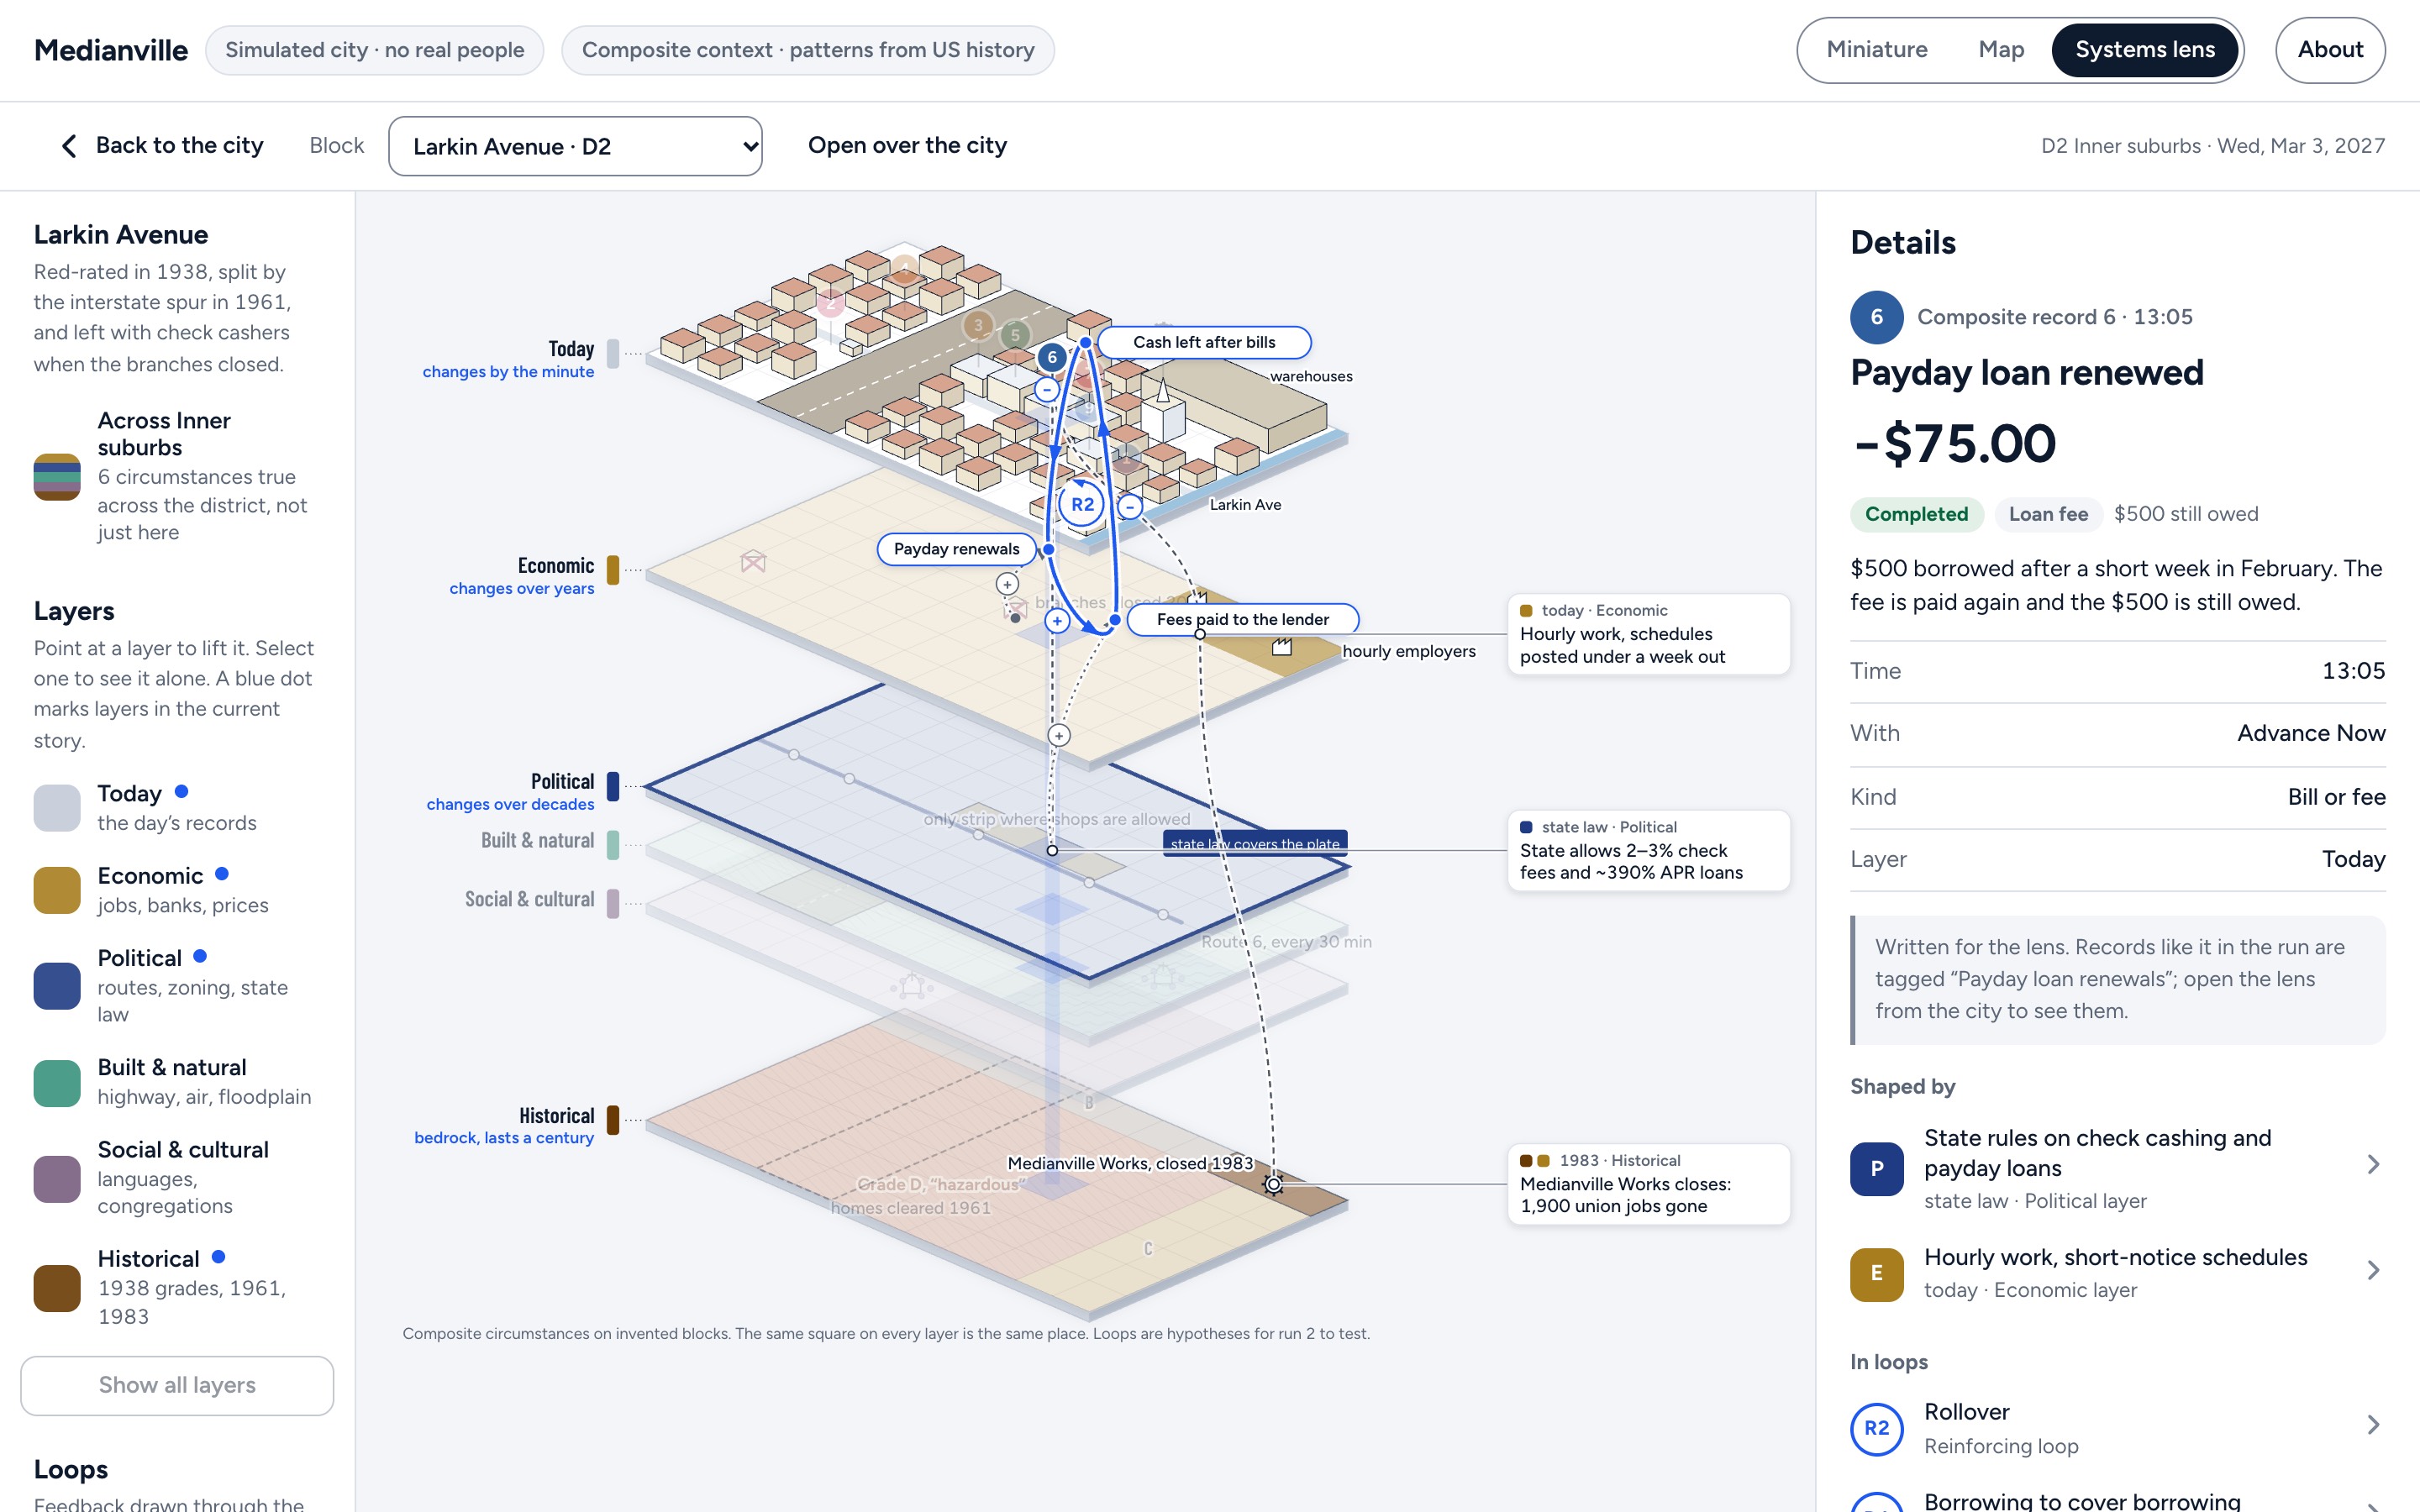 Medianville
Simulated city · no real people
Composite context · patterns from US history
Miniature
Map
Systems lens
About
Back to the city
Block
Larkin Avenue · D2
Open over the city
D2 Inner suburbs · Wed, Mar 3, 2027
Larkin Avenue
Red-rated in 1938, split by
the interstate spur in 1961,
and left with check cashers
when the branches closed.
Across Inner
suburbs
6 circumstances true
across the district, not
just here
Layers
Point at a layer to lift it. Select
one to see it alone. A blue dot
marks layers in the current
story.
Today
the day’s records
Economic
jobs, banks, prices
Political
routes, zoning, state
law
Built & natural
highway, air, floodplain
Social & cultural
languages,
congregations
Historical
1938 grades, 1961,
1983
Show all layers
Loops
Feedback drawn through the
Today
changes by the minute
Economic
changes over years
Political
changes over decades
Built & natural
Social & cultural
Historical
bedrock, lasts a century
4
2
3
5
6
9
Cash left after bills
warehouses
R2
Larkin Ave
Payday renewals
Fees paid to the lender
hourly employers
only strip where shops are allowed
state law covers the plate
Route 6, every 30 min
B
Medianville Works, closed 1983
Grade D, “hazardous”
homes cleared 1961
C
today · Economic
Hourly work, schedules
posted under a week out
state law · Political
State allows 2–3% check
fees and ~390% APR loans
1983 · Historical
Medianville Works closes:
1,900 union jobs gone
Composite circumstances on invented blocks. The same square on every layer is the same place. Loops are hypotheses for run 2 to test.
Details
6
Composite record 6 · 13:05
Payday loan renewed
−$75.00
Completed
Loan fee
$500 still owed
$500 borrowed after a short week in February. The
fee is paid again and the $500 is still owed.
Time
13:05
With
Advance Now
Kind
Bill or fee
Layer
Today
Written for the lens. Records like it in the run are
tagged “Payday loan renewals”; open the lens
from the city to see them.
Shaped by
P
State rules on check cashing and
payday loans
state law · Political layer
E
Hourly work, short-notice schedules
today · Economic layer
In loops
R2
Rollover
Reinforcing loop
Borrowing to cover borrowing